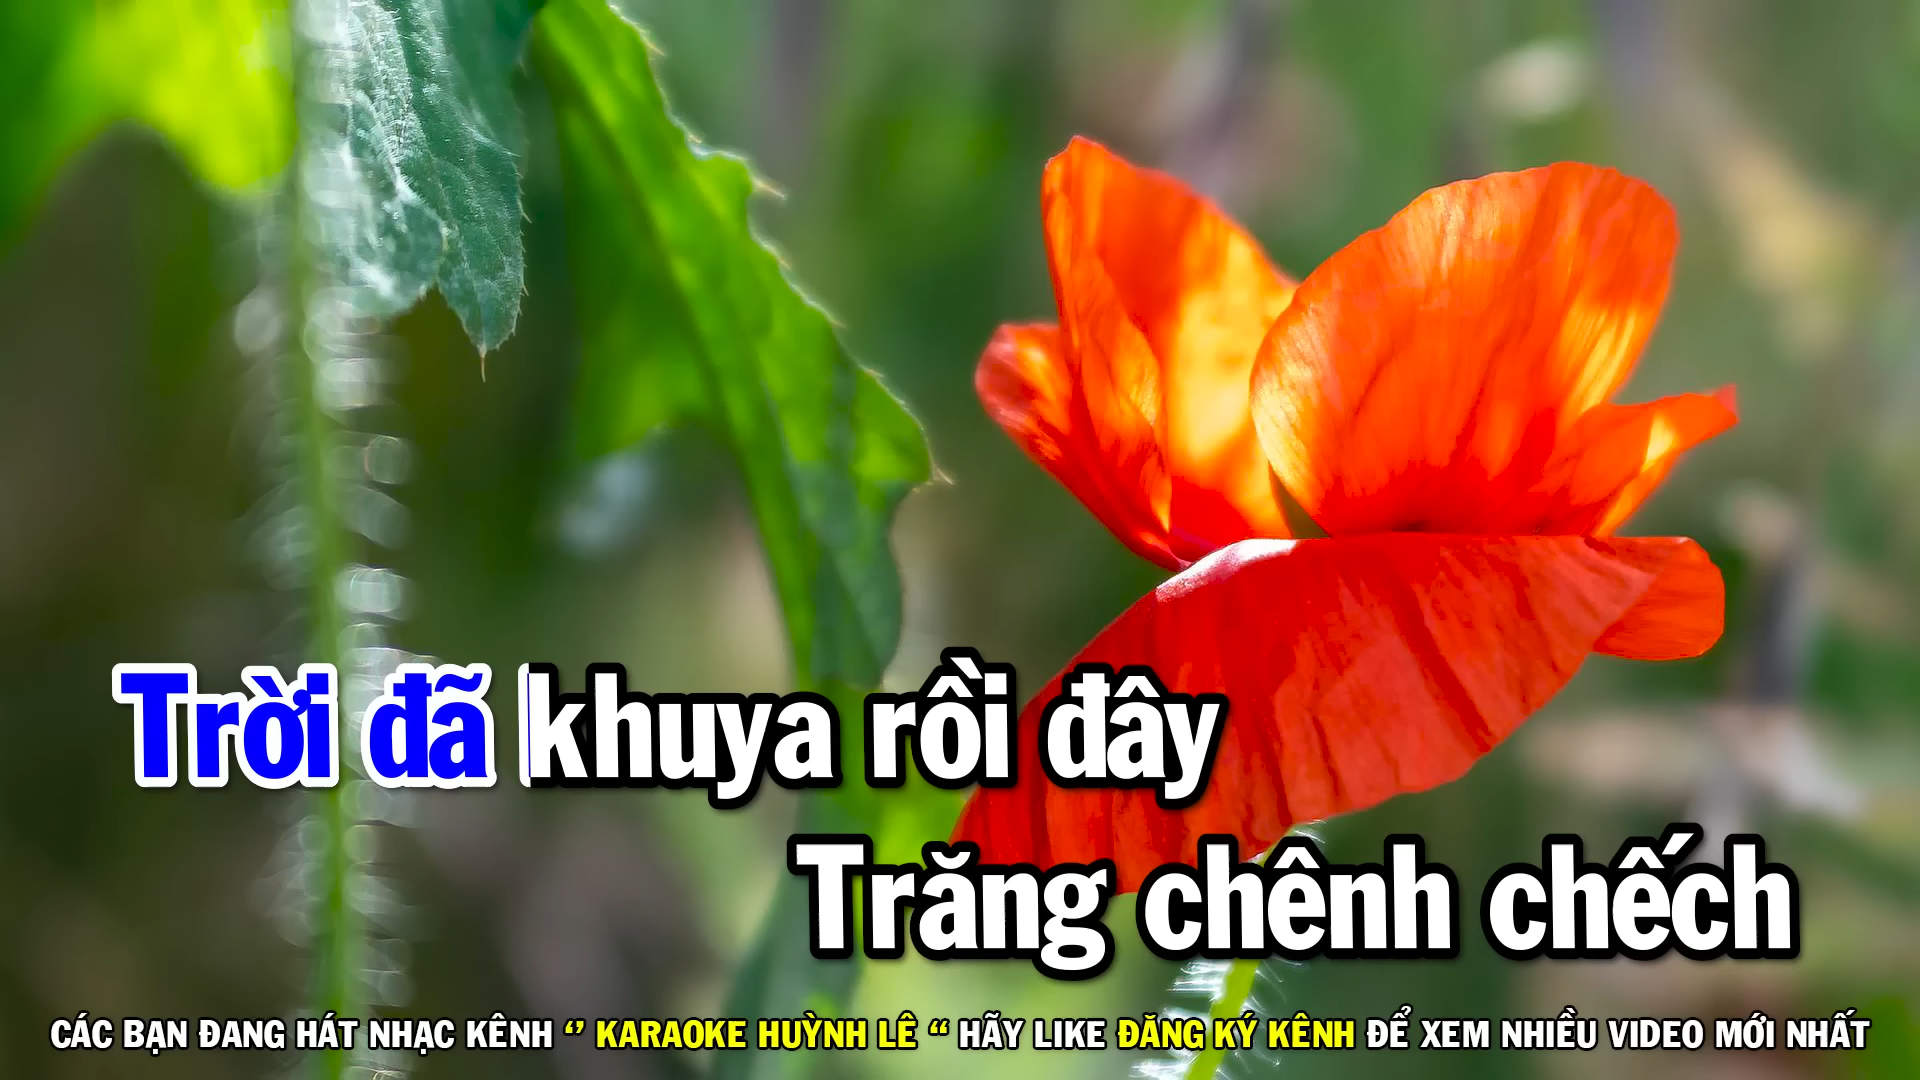 Trời đã khuya rồi đây
Trăng chênh chếch
CÁC BẠN ĐANG HÁT NHẠC KÊNH ‘’ KARAOKE HUỲNH LÊ “ HÃY LIKE ĐĂNG KÝ KÊNH ĐỂ XEM NHIỀU VIDEO MỚI NHẤT